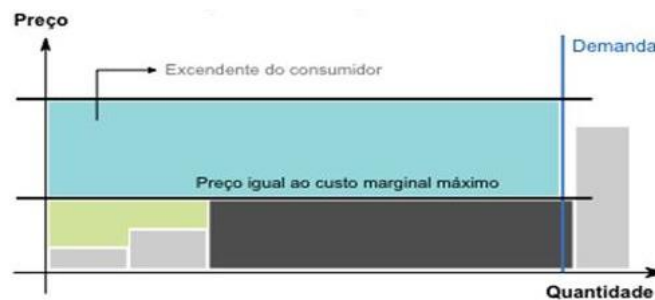 Preço
Demanda
Excendente do consumidor
Preço igual ao custo marginal máximo
Quantidade